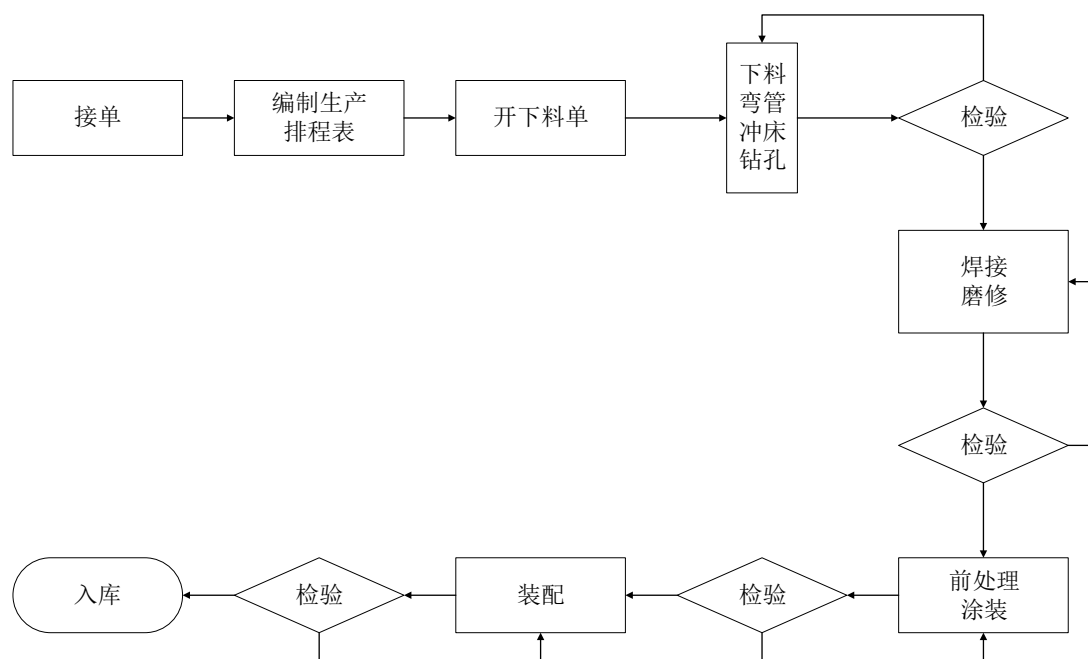 接单
编制生产
排程表
开下料单
下料
弯管
冲床
钻孔
检验
焊接
磨修
检验
前处理
涂装
检验
装配
检验
入库